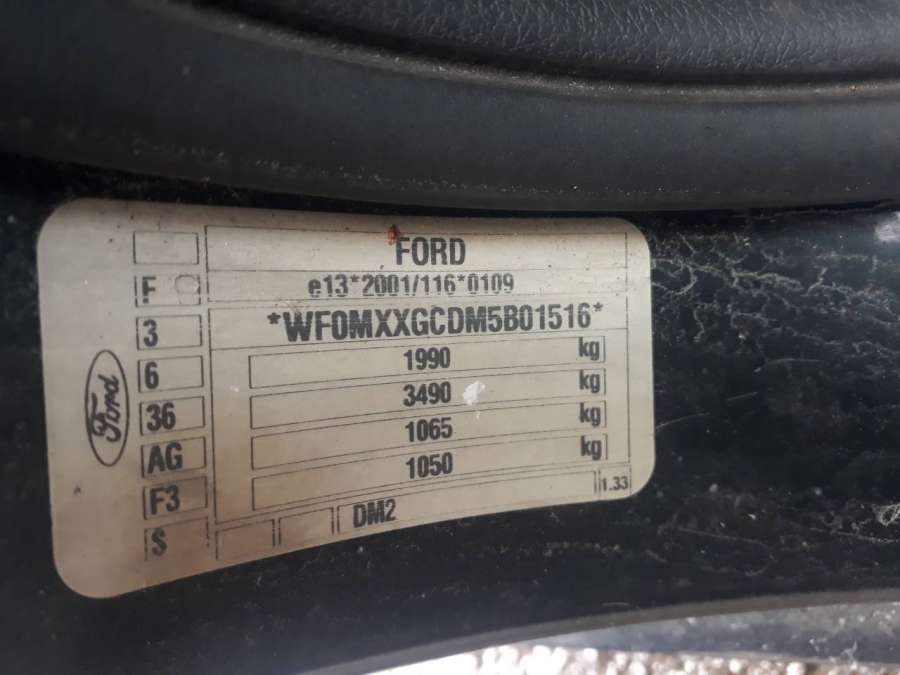 FORD
F
e13*2001/116*0109
3
*WF0MXXGCDM5B01516*
6
1990 kg
36
3490 kg
AG
1065 kg
F3
1050 kg
S
DM2
1.33
Ford